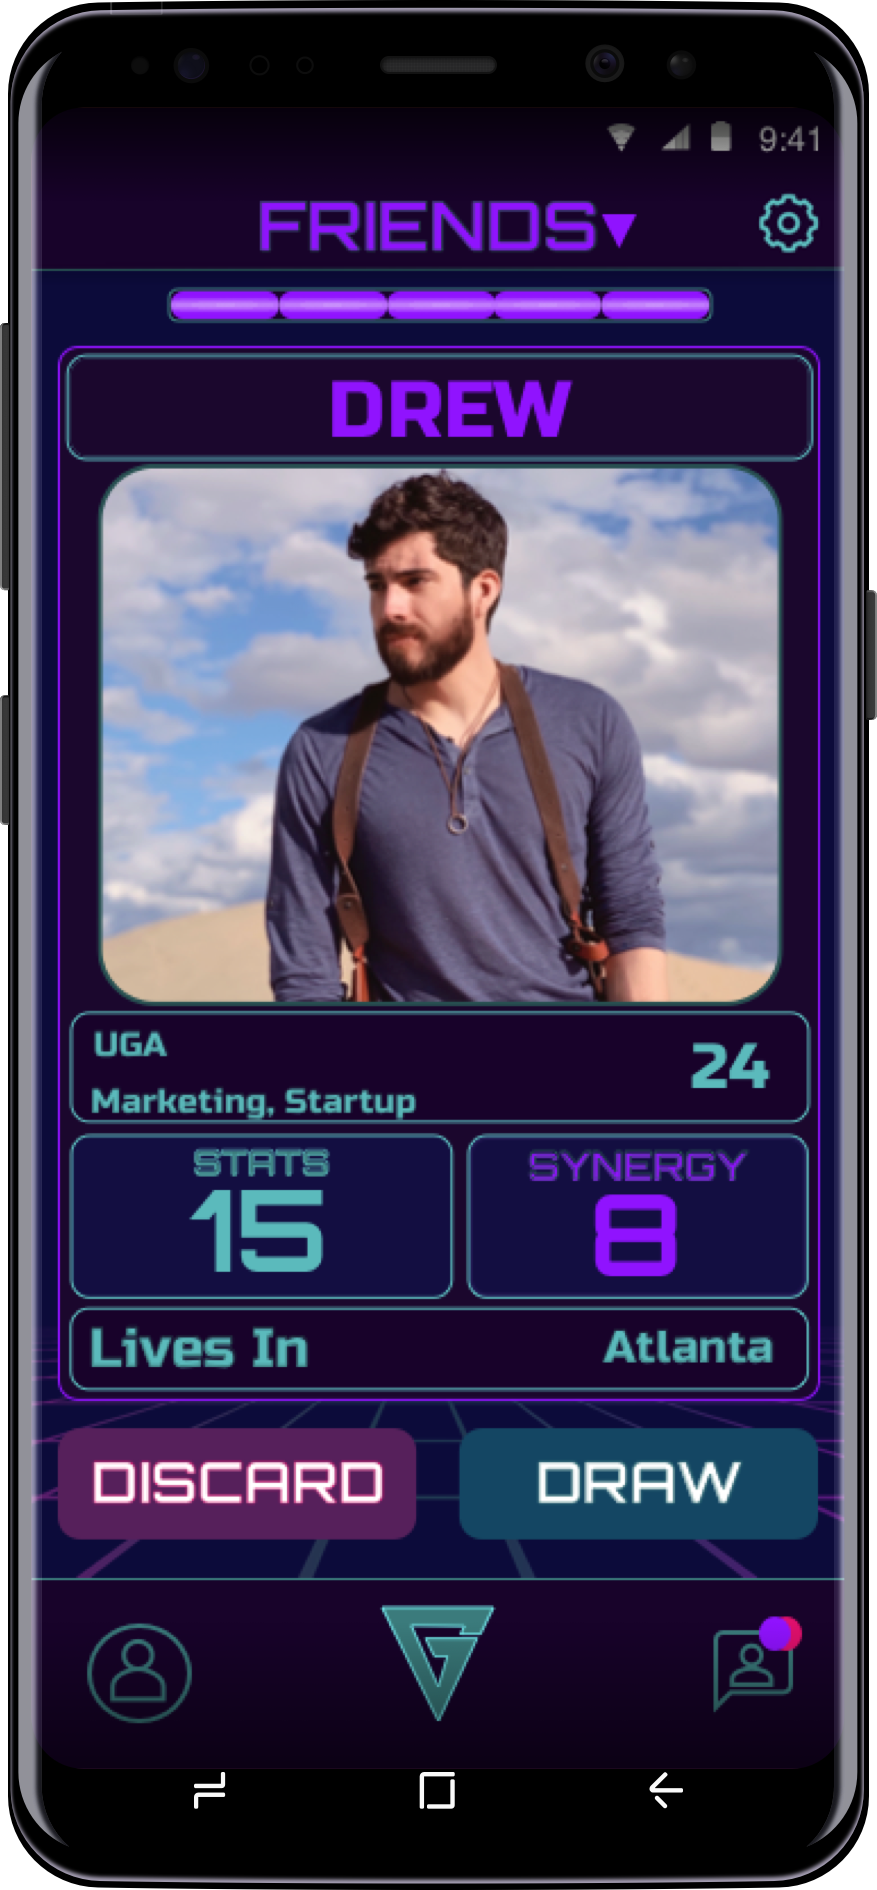 9:41
FRIENDS▼
DREW
UGA
24
Marketing, Startup
STATS
SYNERGY
15
8
Lives In
Atlanta
DISCARD
DRAW
G